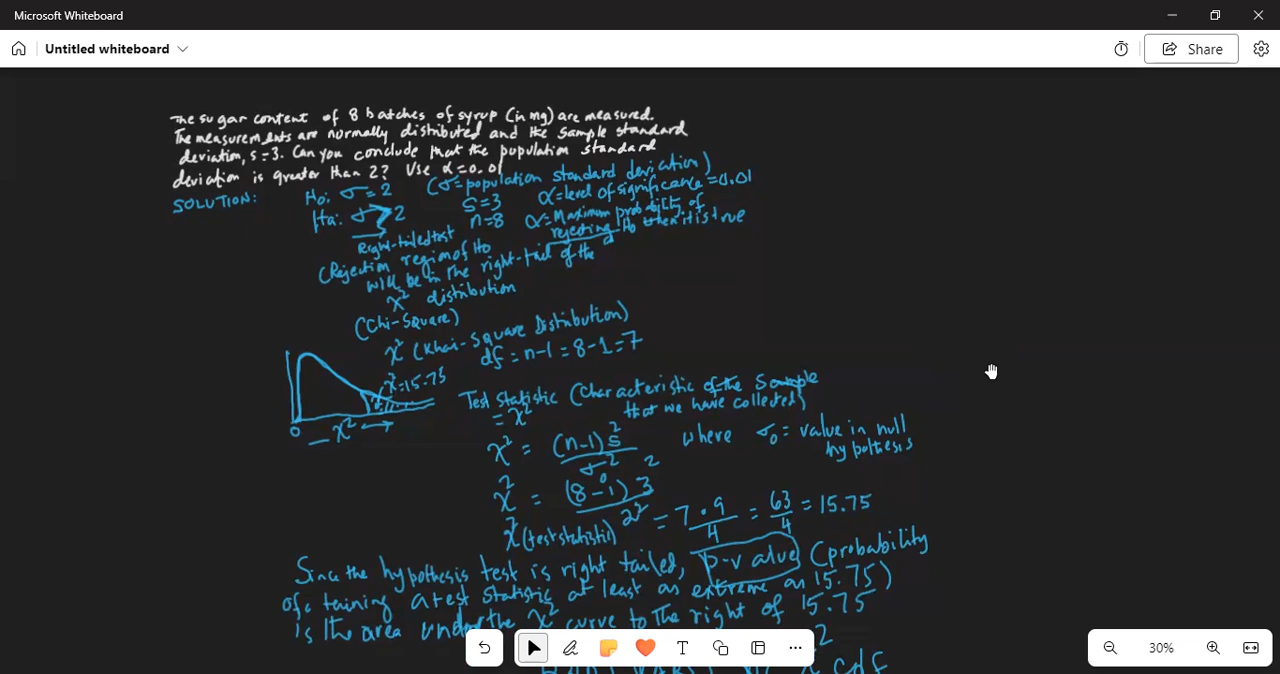 Microsoft Whiteboard
Untitled whiteboard
Share
The sugar content of 8 batches of syrup (in mg) are measured.
The measurements are normally distributed and the sample standard
deviation, s=3. Can you conclude that the population standard
deviation is greater than 2? Use α=0.01
SOLUTION:
H₀: σ = 2
(σ = population standard deviation)
Ha: σ > 2
s=3
n=8
α = level of significance = 0.01
α = Maximum probability of
rejecting H₀ when it is true
Right-tailed test
(Rejection region of H₀
will be in the right-tail of the
χ² distribution
(Chi-Square)
χ² (Khai-Square Distribution)
df = n-1 = 8-1 = 7
χ²=15.75
0
χ²
Test statistic (Characteristic of the sample
that we have collected)
= χ²
χ² = (n-1) s² / σ₀²
where σ₀ = value in null
hypothesis
χ² = (8-1) 3² / 2² = 7·9/4 = 63/4 = 15.75
χ² (test statistic)
Since the hypothesis test is right tailed, p-value (probability
of taining a test statistic at least as extreme as 15.75)
is the area under the χ² curve to the right of 15.75
χ² cdf
30%